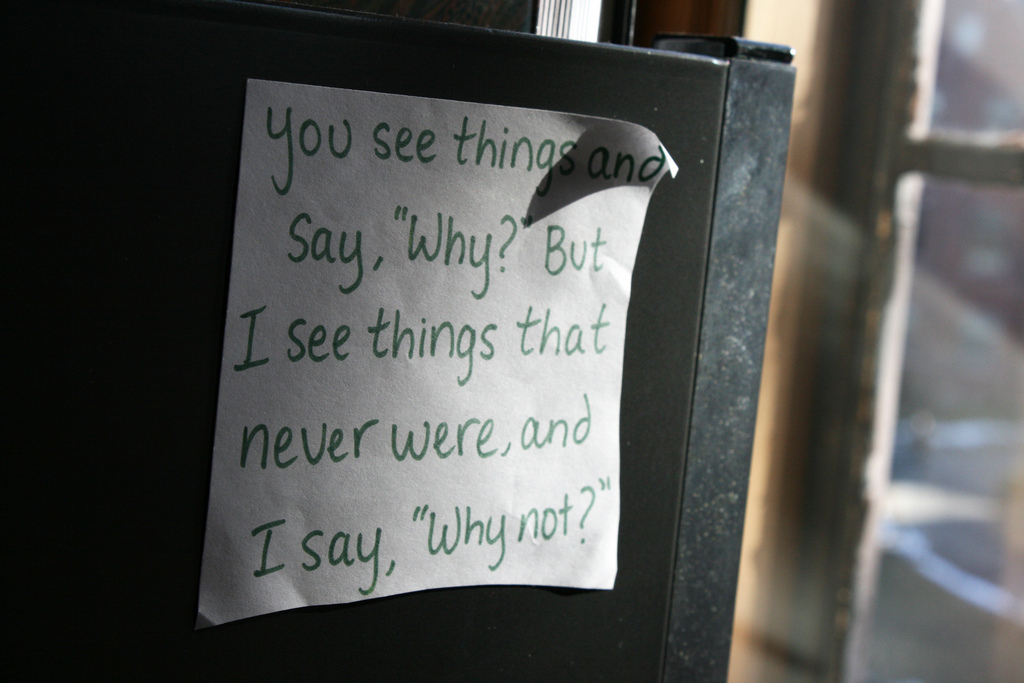 You see things and
Say, "Why?" But
I see things that
never were, and
I say, "Why not?"